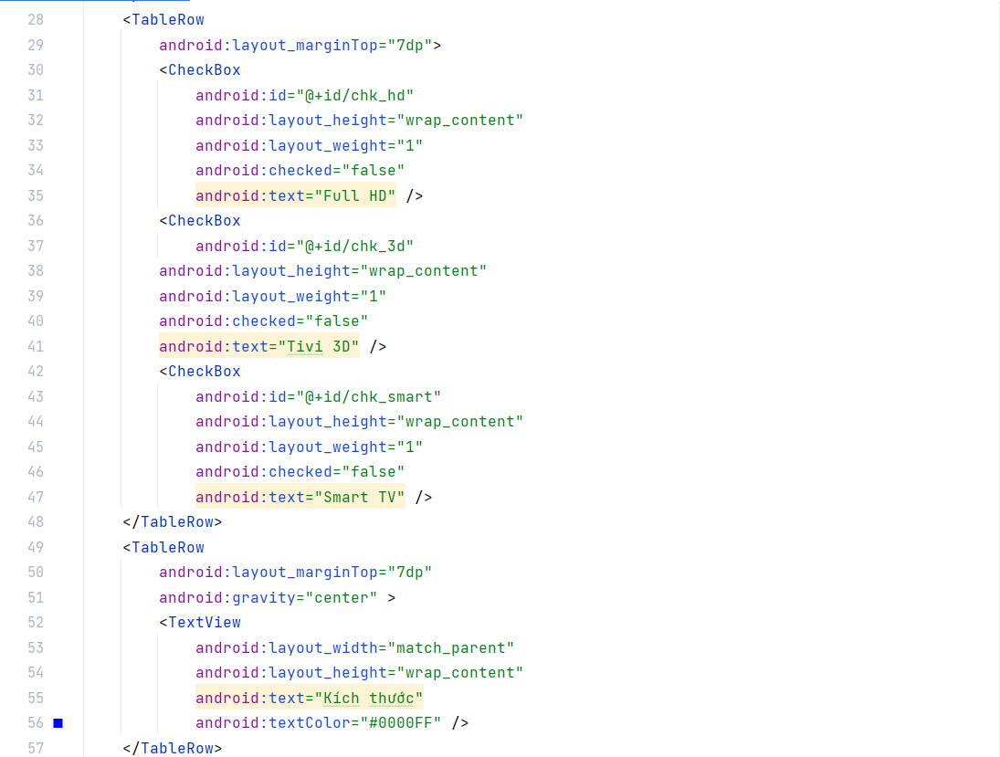 28 <TableRow
29 android:layout_marginTop="7dp">
30 <CheckBox
31 android:id="@+id/chk_hd"
32 android:layout_height="wrap_content"
33 android:layout_weight="1"
34 android:checked="false"
35 android:text="Full HD" />
36 <CheckBox
37 android:id="@+id/chk_3d"
38 android:layout_height="wrap_content"
39 android:layout_weight="1"
40 android:checked="false"
41 android:text="Tivi 3D" />
42 <CheckBox
43 android:id="@+id/chk_smart"
44 android:layout_height="wrap_content"
45 android:layout_weight="1"
46 android:checked="false"
47 android:text="Smart TV" />
48 </TableRow>
49 <TableRow
50 android:layout_marginTop="7dp"
51 android:gravity="center" >
52 <TextView
53 android:layout_width="match_parent"
54 android:layout_height="wrap_content"
55 android:text="Kích thước"
56 android:textColor="#0000FF" />
57 </TableRow>